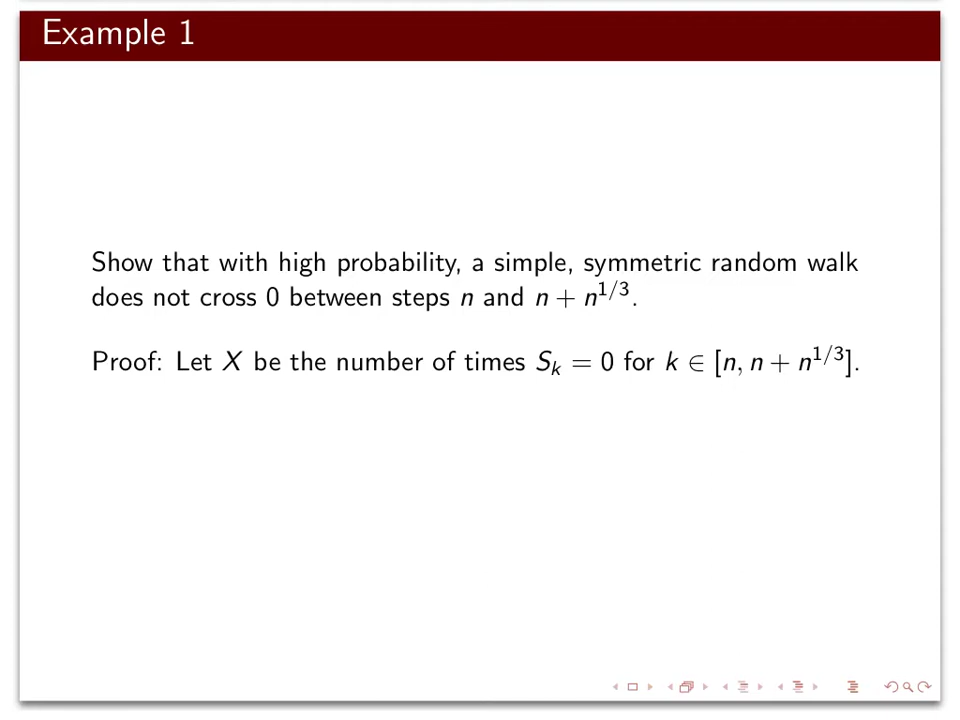 Example 1
Show that with high probability, a simple, symmetric random walk
does not cross 0 between steps n and n + n^{1/3}.
Proof: Let X be the number of times S_k = 0 for k ∈ [n, n + n^{1/3}].